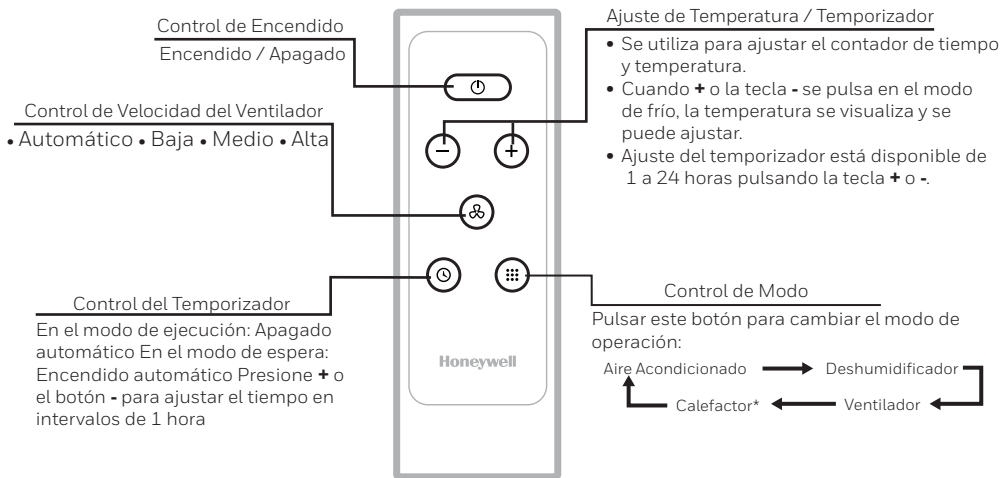 Control de Encendido
Encendido / Apagado
Control de Velocidad del Ventilador
• Automático • Baja • Medio • Alta
Ajuste de Temperatura / Temporizador
• Se utiliza para ajustar el contador de tiempo
y temperatura.
• Cuando + o la tecla - se pulsa en el modo
de frío, la temperatura se visualiza y se
puede ajustar.
• Ajuste del temporizador está disponible de
1 a 24 horas pulsando la tecla + o -.
Control del Temporizador
En el modo de ejecución: Apagado
automático En el modo de espera:
Encendido automático Presione + o
el botón - para ajustar el tiempo en
intervalos de 1 hora
Honeywell
Control de Modo
Pulsar este botón para cambiar el modo de
operación:
Aire Acondicionado Deshumidificador
Calefactor* Ventilador